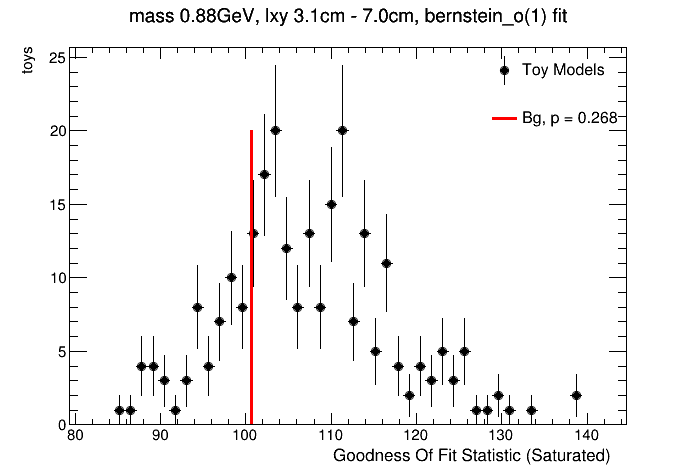 mass 0.88GeV, lxy 3.1cm - 7.0cm, bernstein_o(1) fit
toys
25
20
15
10
5
0
Toy Models
Bg, p = 0.268
80 90 100 110 120 130 140
Goodness Of Fit Statistic (Saturated)